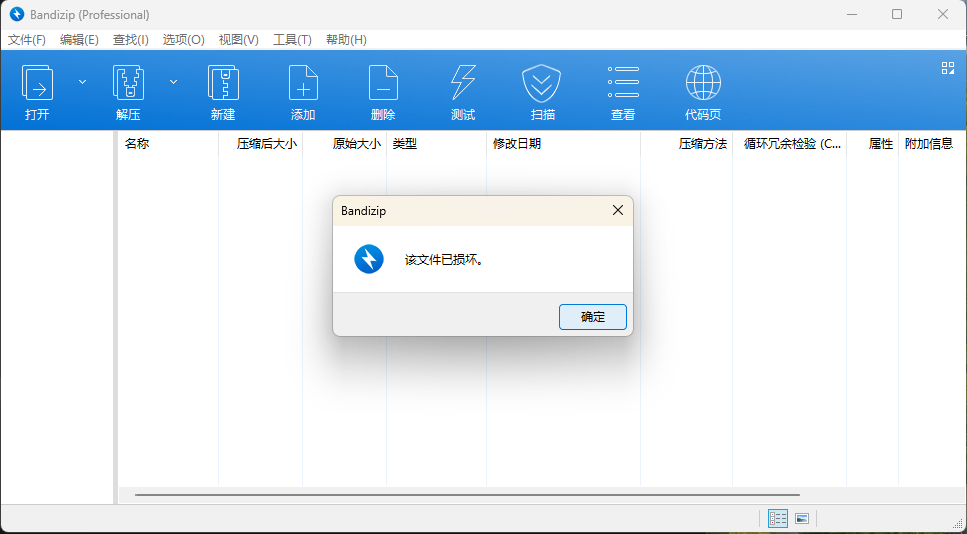 Bandizip (Professional)
文件(F) 编辑(E) 查找(I) 选项(O) 视图(V) 工具(T) 帮助(H)
打开 解压 新建 添加 删除 测试 扫描 查看 代码页
名称 压缩后大小 原始大小 类型 修改日期 压缩方法 循环冗余检验 (C... 属性 附加信息
Bandizip
该文件已损坏。
确定